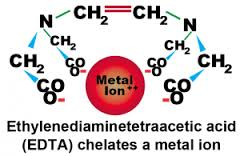 N CH₂ CH₂ N
CH₂ CH₂
CH₂ CO Metal CO CH₂
Ion⁺⁺
CO CO
Ethylenediaminetetraacetic acid
(EDTA) chelates a metal ion